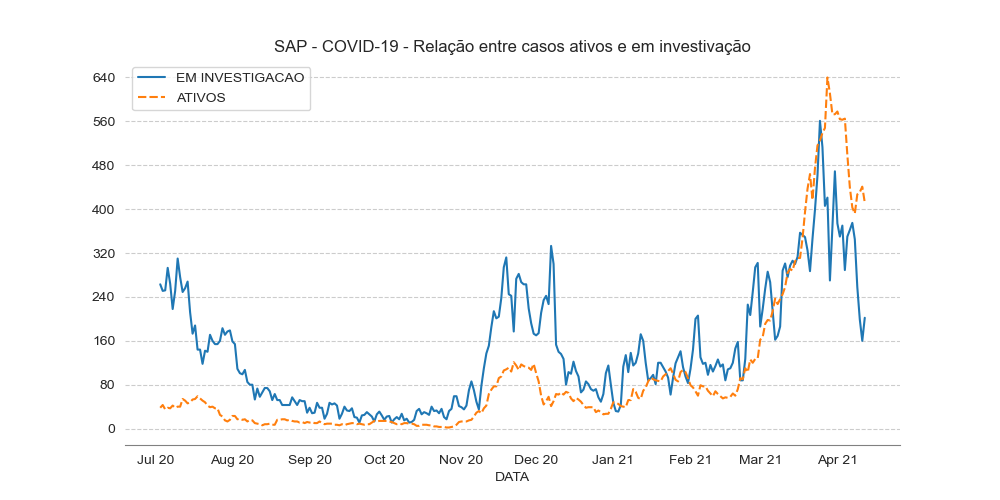 SAP - COVID-19 - Relação entre casos ativos e em investivação
EM INVESTIGACAO
ATIVOS
640
560
480
400
320
240
160
80
0
Jul 20 Aug 20 Sep 20 Oct 20 Nov 20 Dec 20 Jan 21 Feb 21 Mar 21 Apr 21
DATA